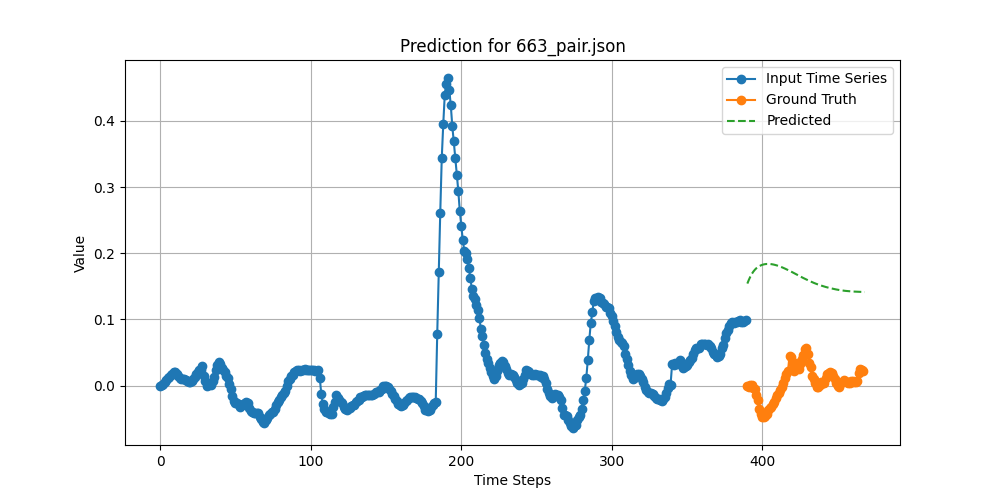 Prediction for 663_pair.json
Input Time Series
Ground Truth
Predicted
Value
0.4
0.3
0.2
0.1
0.0
0 100 200 300 400
Time Steps